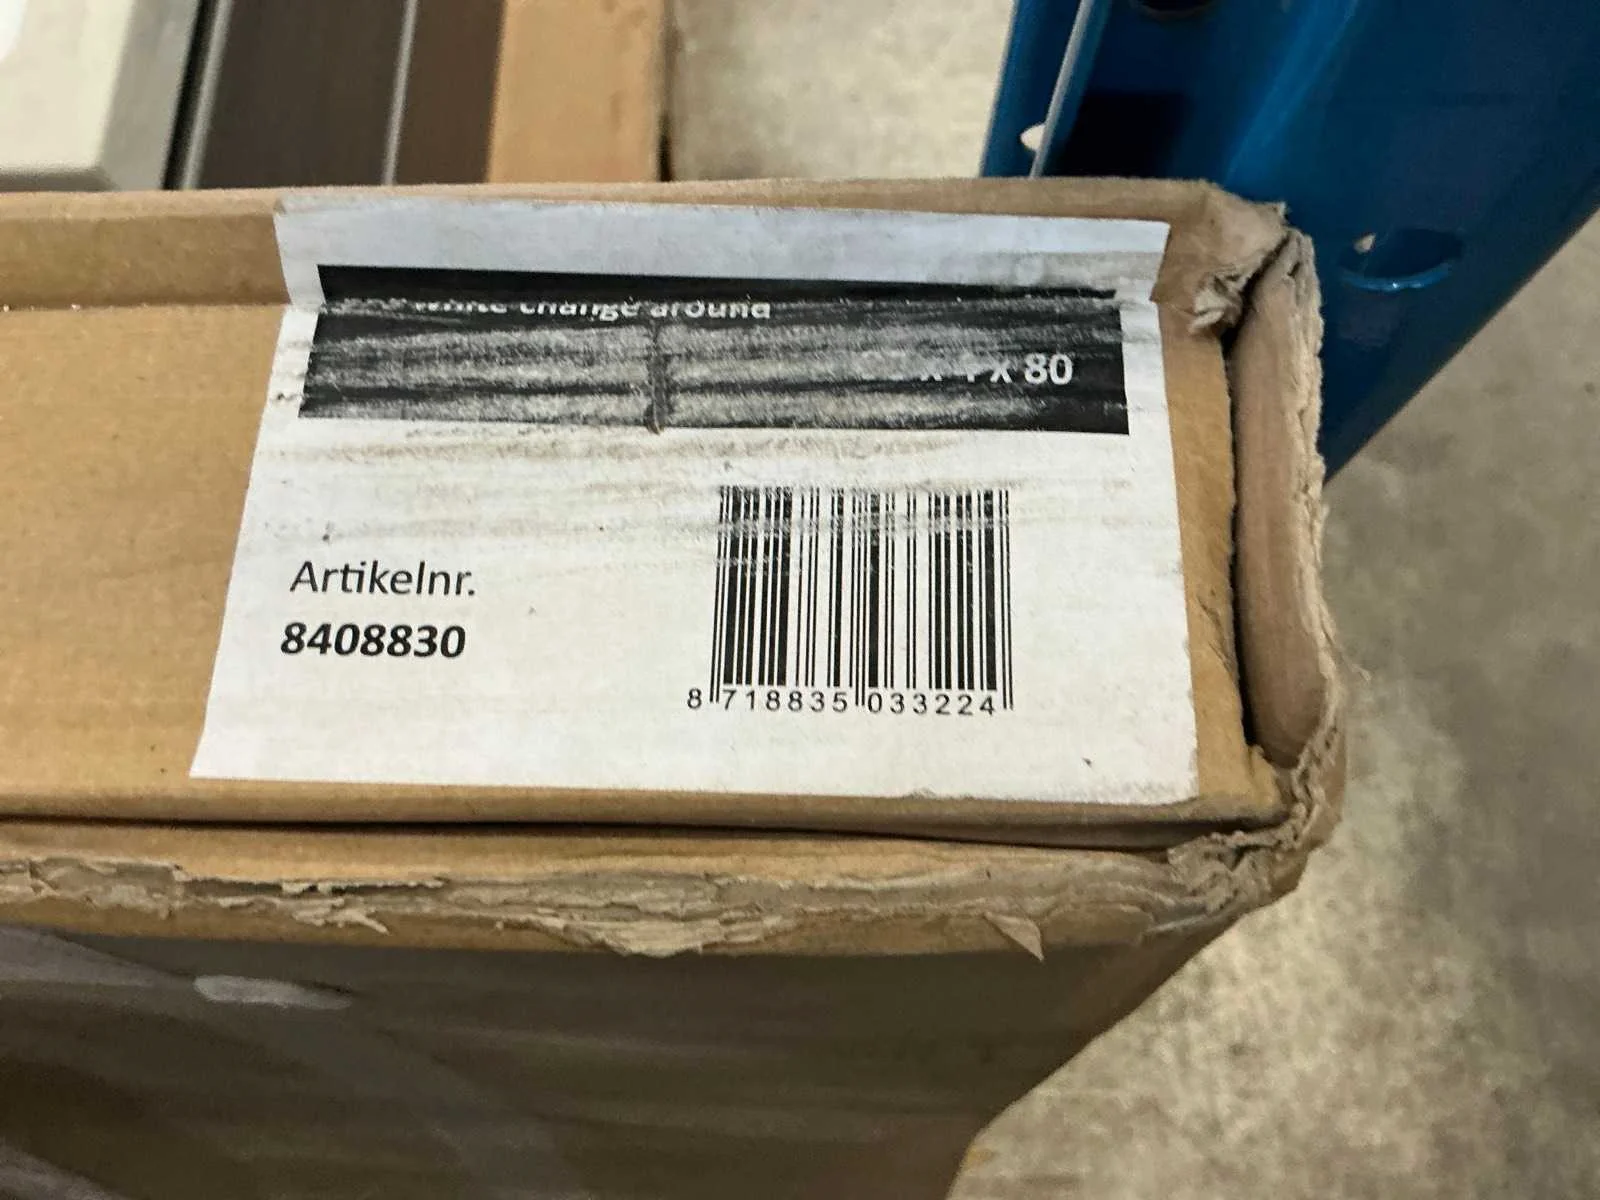 white change around
x 80
Artikelnr.
8408830
8 718835 033224